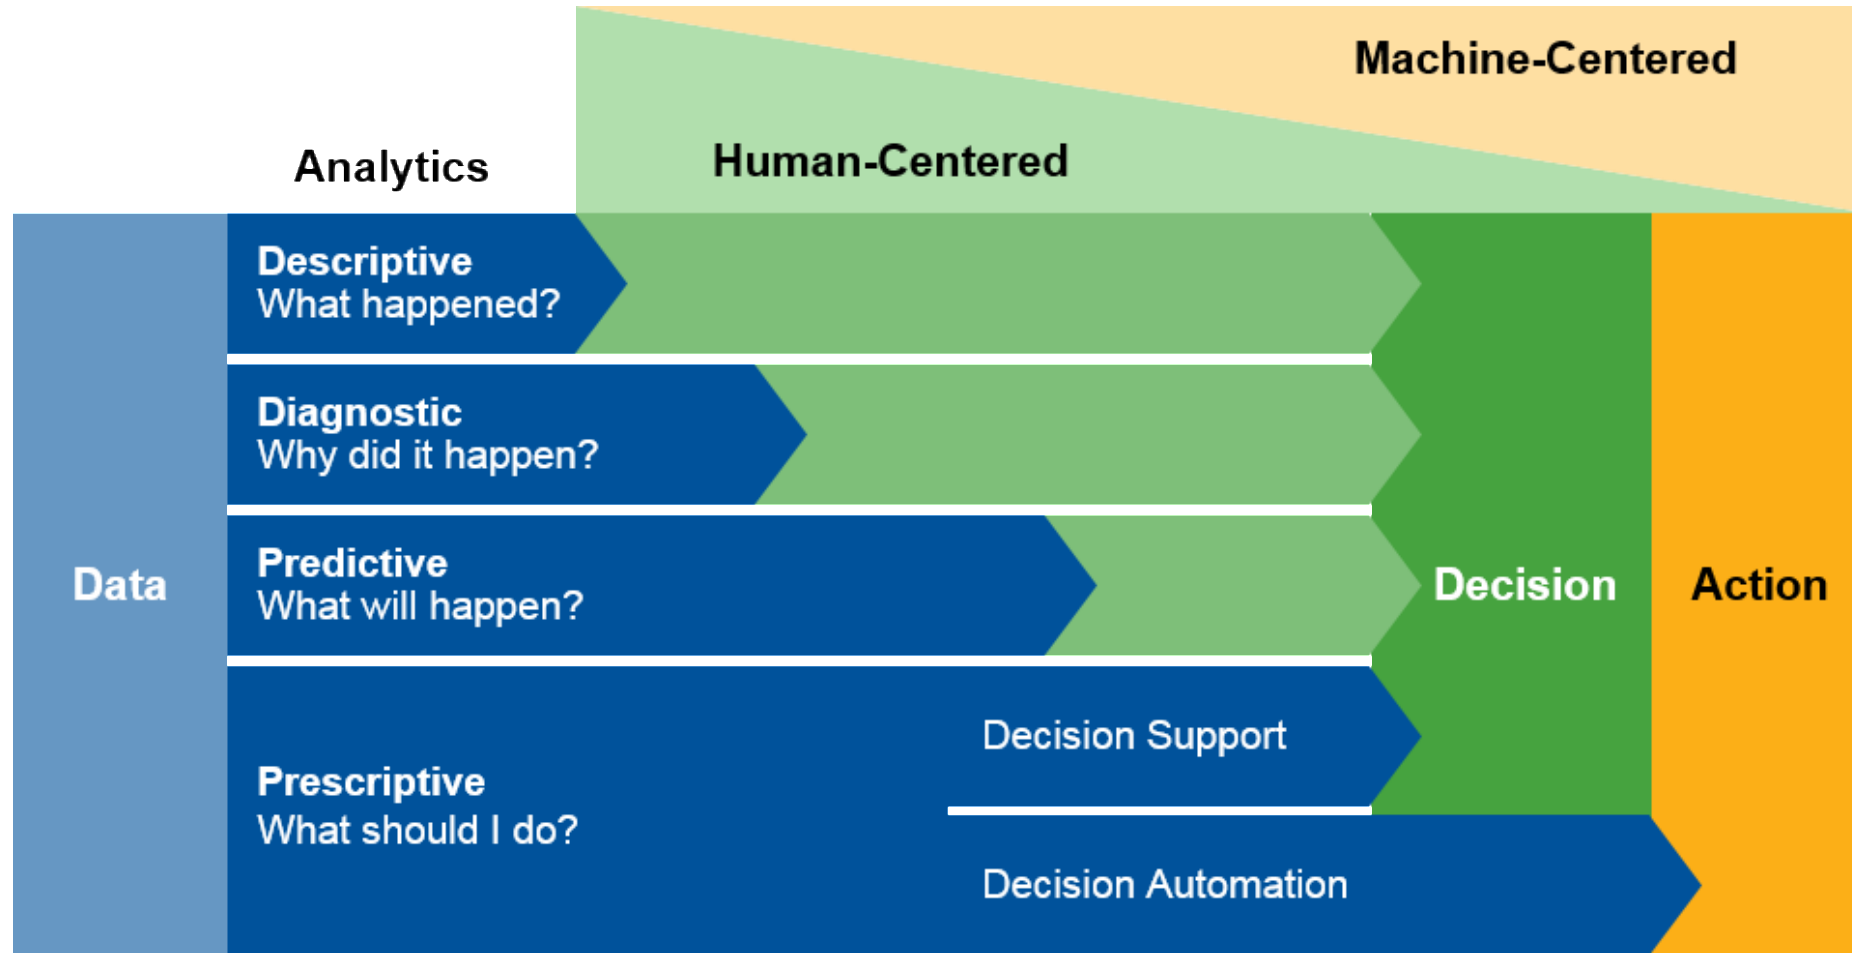 Machine-Centered
Human-Centered
Analytics
Descriptive
What happened?
Diagnostic
Why did it happen?
Predictive
What will happen?
Data
Decision
Action
Decision Support
Prescriptive
What should I do?
Decision Automation